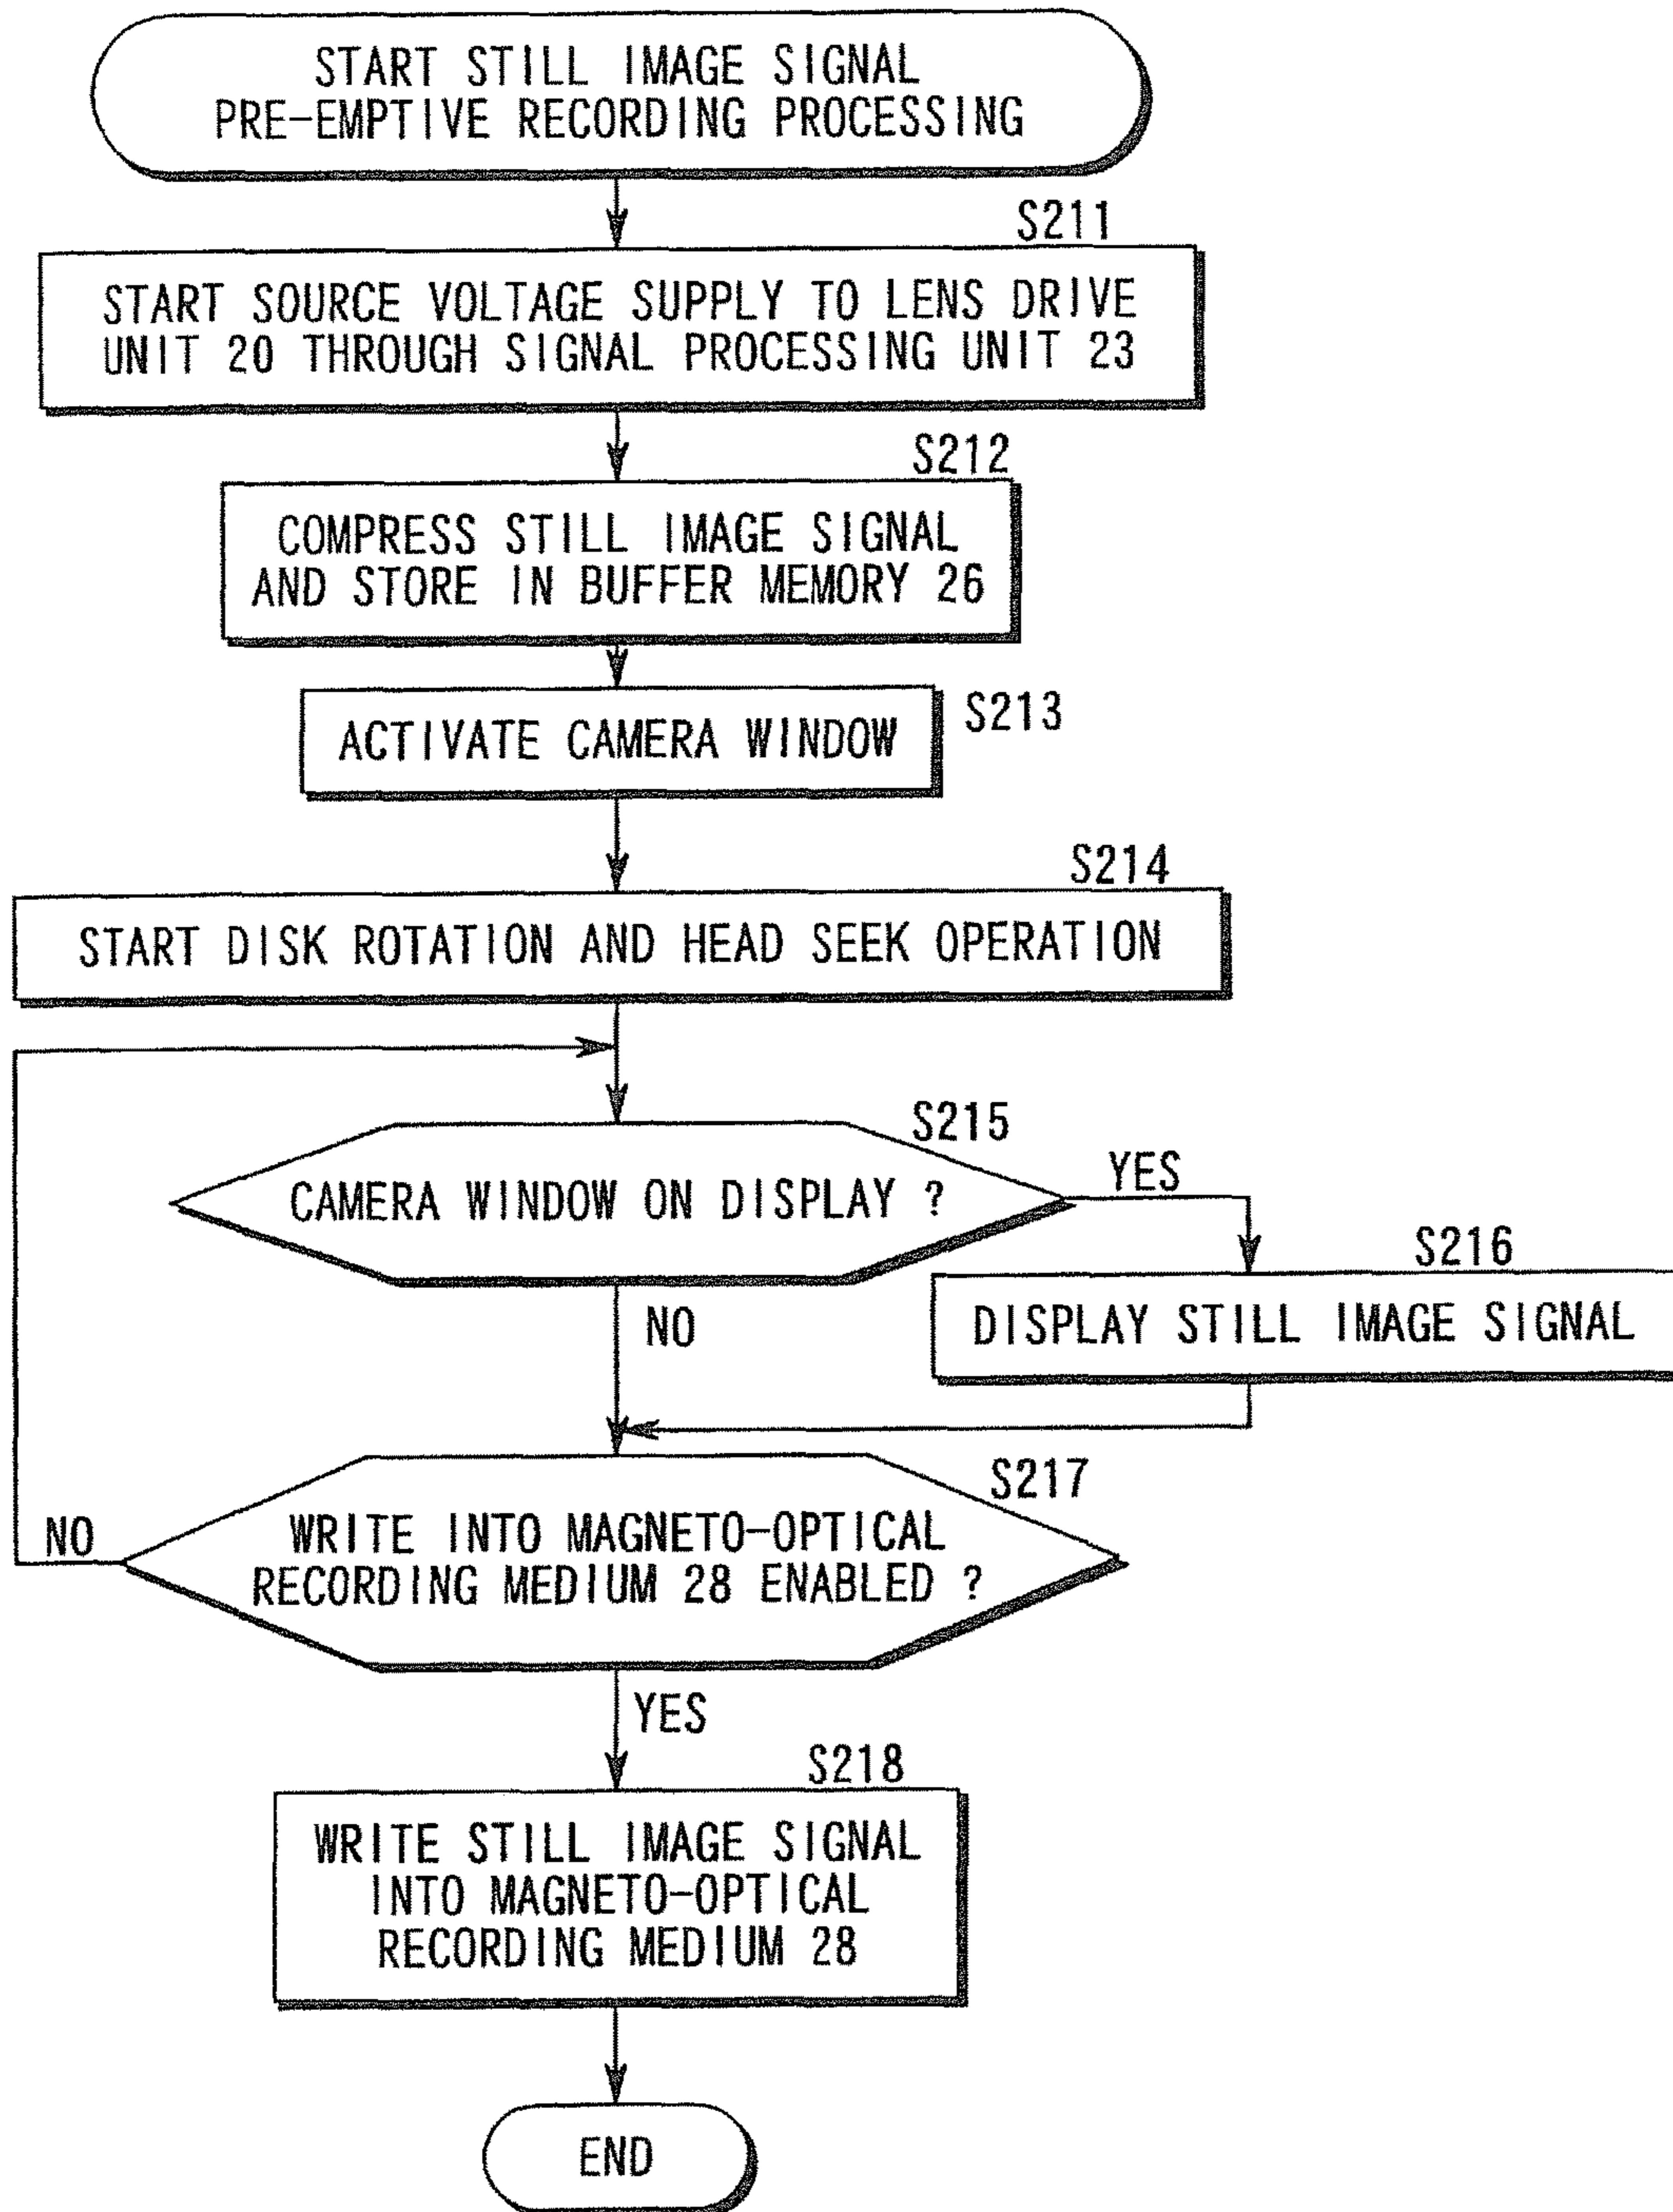 START STILL IMAGE SIGNAL
PRE-EMPTIVE RECORDING PROCESSING
S211
START SOURCE VOLTAGE SUPPLY TO LENS DRIVE
UNIT 20 THROUGH SIGNAL PROCESSING UNIT 23
S212
COMPRESS STILL IMAGE SIGNAL
AND STORE IN BUFFER MEMORY 26
S213
ACTIVATE CAMERA WINDOW
S214
START DISK ROTATION AND HEAD SEEK OPERATION
S215
CAMERA WINDOW ON DISPLAY ?
YES
S216
DISPLAY STILL IMAGE SIGNAL
NO
S217
WRITE INTO MAGNETO-OPTICAL
RECORDING MEDIUM 28 ENABLED ?
NO
YES
S218
WRITE STILL IMAGE SIGNAL
INTO MAGNETO-OPTICAL
RECORDING MEDIUM 28
END